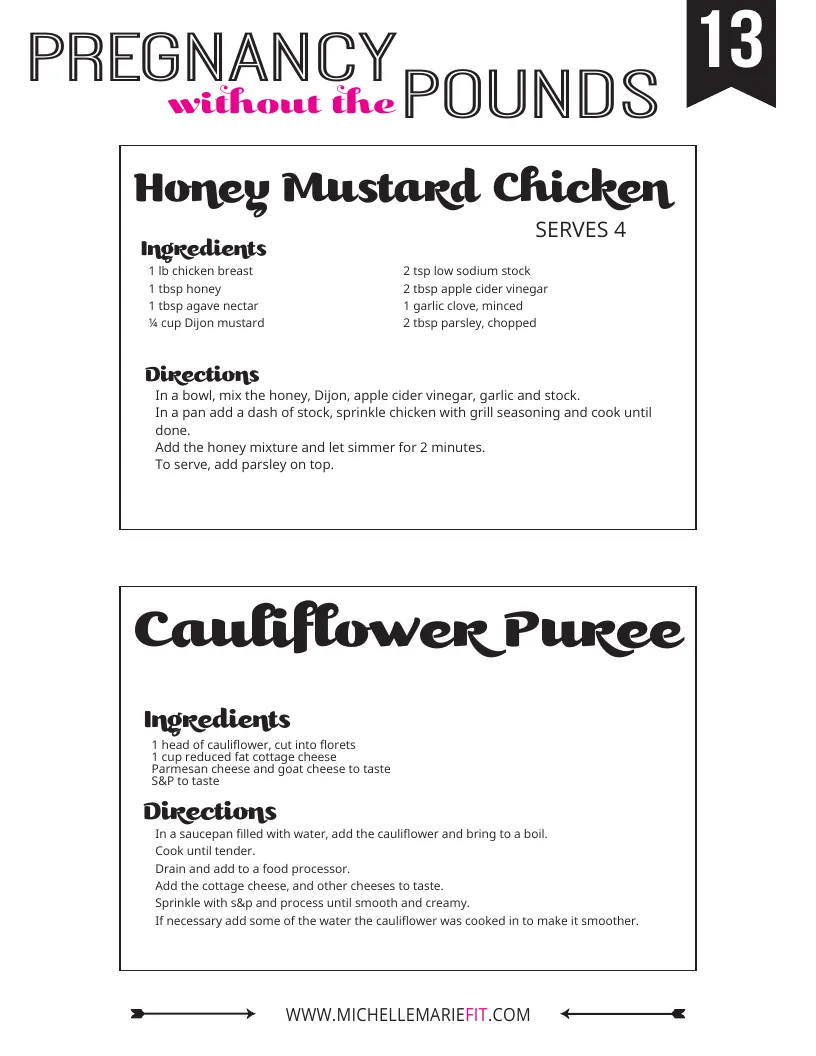 PREGNANCY
without the POUNDS
13
Honey Mustard Chicken
SERVES 4
Ingredients
1 lb chicken breast
1 tbsp honey
1 tbsp agave nectar
¼ cup Dijon mustard
2 tsp low sodium stock
2 tbsp apple cider vinegar
1 garlic clove, minced
2 tbsp parsley, chopped
Directions
In a bowl, mix the honey, Dijon, apple cider vinegar, garlic and stock.
In a pan add a dash of stock, sprinkle chicken with grill seasoning and cook until
done.
Add the honey mixture and let simmer for 2 minutes.
To serve, add parsley on top.
Cauliflower Puree
Ingredients
1 head of cauliflower, cut into florets
1 cup reduced fat cottage cheese
Parmesan cheese and goat cheese to taste
S&P to taste
Directions
In a saucepan filled with water, add the cauliflower and bring to a boil.
Cook until tender.
Drain and add to a food processor.
Add the cottage cheese, and other cheeses to taste.
Sprinkle with s&p and process until smooth and creamy.
If necessary add some of the water the cauliflower was cooked in to make it smoother.
WWW.MICHELLEMARIEFIT.COM